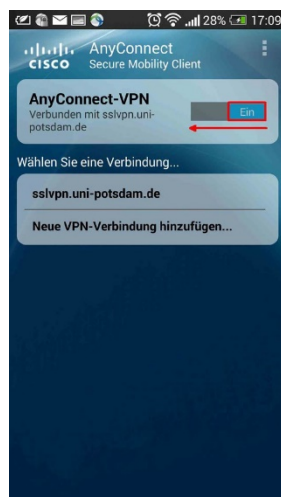 28% 17:09
AnyConnect
CISCO Secure Mobility Client
AnyConnect-VPN
Verbunden mit sslvpn.uni-
potsdam.de
Ein
Wählen Sie eine Verbindung...
sslvpn.uni-potsdam.de
Neue VPN-Verbindung hinzufügen...